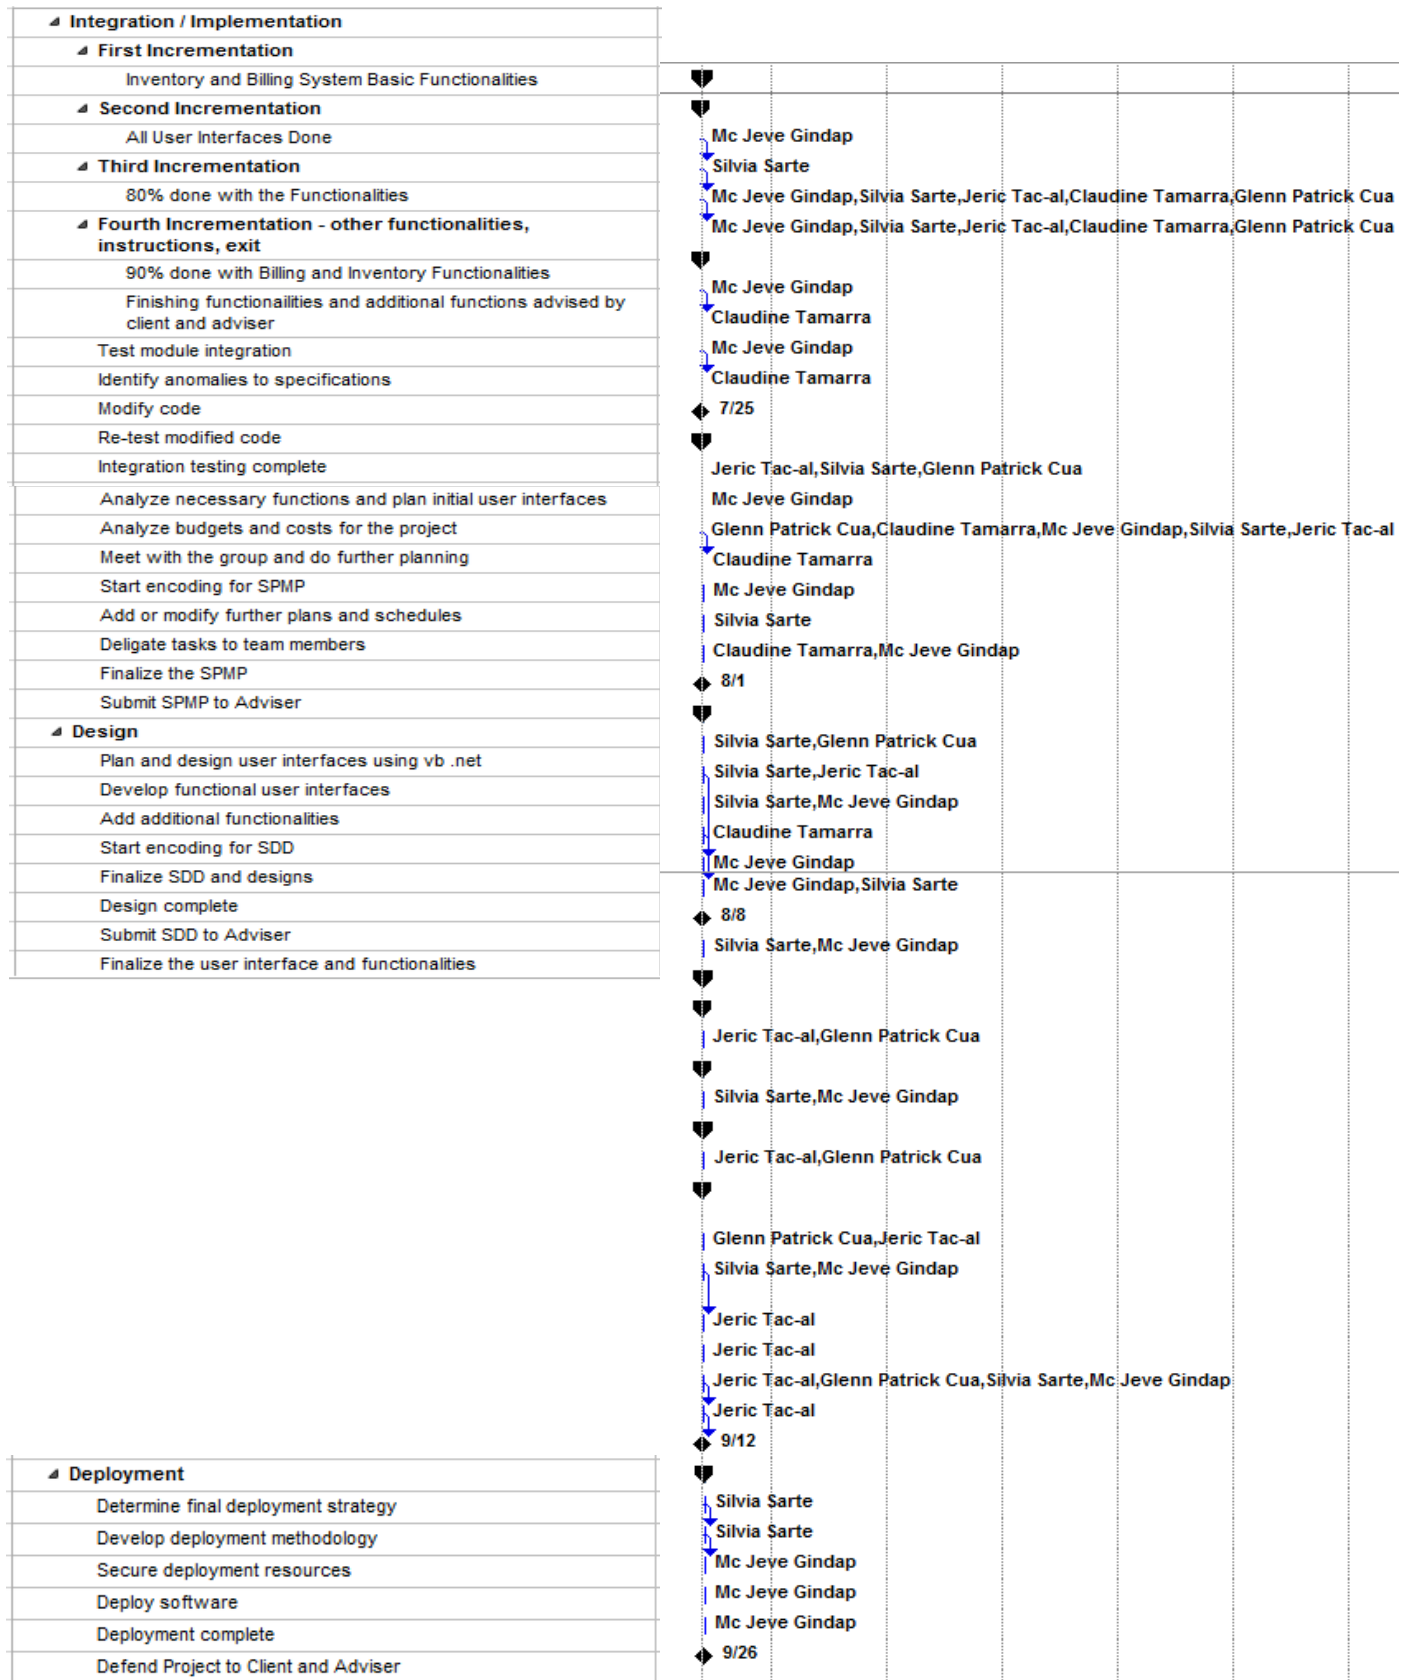 Integration / Implementation
First Incrementation
Inventory and Billing System Basic Functionalities
Second Incrementation
All User Interfaces Done
Third Incrementation
80% done with the Functionalities
Fourth Incrementation - other functionalities,
instructions, exit
90% done with Billing and Inventory Functionalities
Finishing functionailities and additional functions advised by
client and adviser
Test module integration
Identify anomalies to specifications
Modify code
Re-test modified code
Integration testing complete
Analyze necessary functions and plan initial user interfaces
Analyze budgets and costs for the project
Meet with the group and do further planning
Start encoding for SPMP
Add or modify further plans and schedules
Deligate tasks to team members
Finalize the SPMP
Submit SPMP to Adviser
Design
Plan and design user interfaces using vb .net
Develop functional user interfaces
Add additional functionalities
Start encoding for SDD
Finalize SDD and designs
Design complete
Submit SDD to Adviser
Finalize the user interface and functionalities
Deployment
Determine final deployment strategy
Develop deployment methodology
Secure deployment resources
Deploy software
Deployment complete
Defend Project to Client and Adviser
Mc Jeve Gindap
Silvia Sarte
Mc Jeve Gindap,Silvia Sarte,Jeric Tac-al,Claudine Tamarra,Glenn Patrick Cua
Mc Jeve Gindap,Silvia Sarte,Jeric Tac-al,Claudine Tamarra,Glenn Patrick Cua
Mc Jeve Gindap
Claudine Tamarra
Mc Jeve Gindap
Claudine Tamarra
7/25
Jeric Tac-al,Silvia Sarte,Glenn Patrick Cua
Mc Jeve Gindap
Glenn Patrick Cua,Claudine Tamarra,Mc Jeve Gindap,Silvia Sarte,Jeric Tac-al
Claudine Tamarra
Mc Jeve Gindap
Silvia Sarte
Claudine Tamarra,Mc Jeve Gindap
8/1
Silvia Sarte,Glenn Patrick Cua
Silvia Sarte,Jeric Tac-al
Silvia Sarte,Mc Jeve Gindap
Claudine Tamarra
Mc Jeve Gindap
Mc Jeve Gindap,Silvia Sarte
8/8
Silvia Sarte,Mc Jeve Gindap
Jeric Tac-al,Glenn Patrick Cua
Silvia Sarte,Mc Jeve Gindap
Jeric Tac-al,Glenn Patrick Cua
Glenn Patrick Cua,Jeric Tac-al
Silvia Sarte,Mc Jeve Gindap
Jeric Tac-al
Jeric Tac-al
Jeric Tac-al,Glenn Patrick Cua,Silvia Sarte,Mc Jeve Gindap
Jeric Tac-al
9/12
Silvia Sarte
Silvia Sarte
Mc Jeve Gindap
Mc Jeve Gindap
Mc Jeve Gindap
9/26